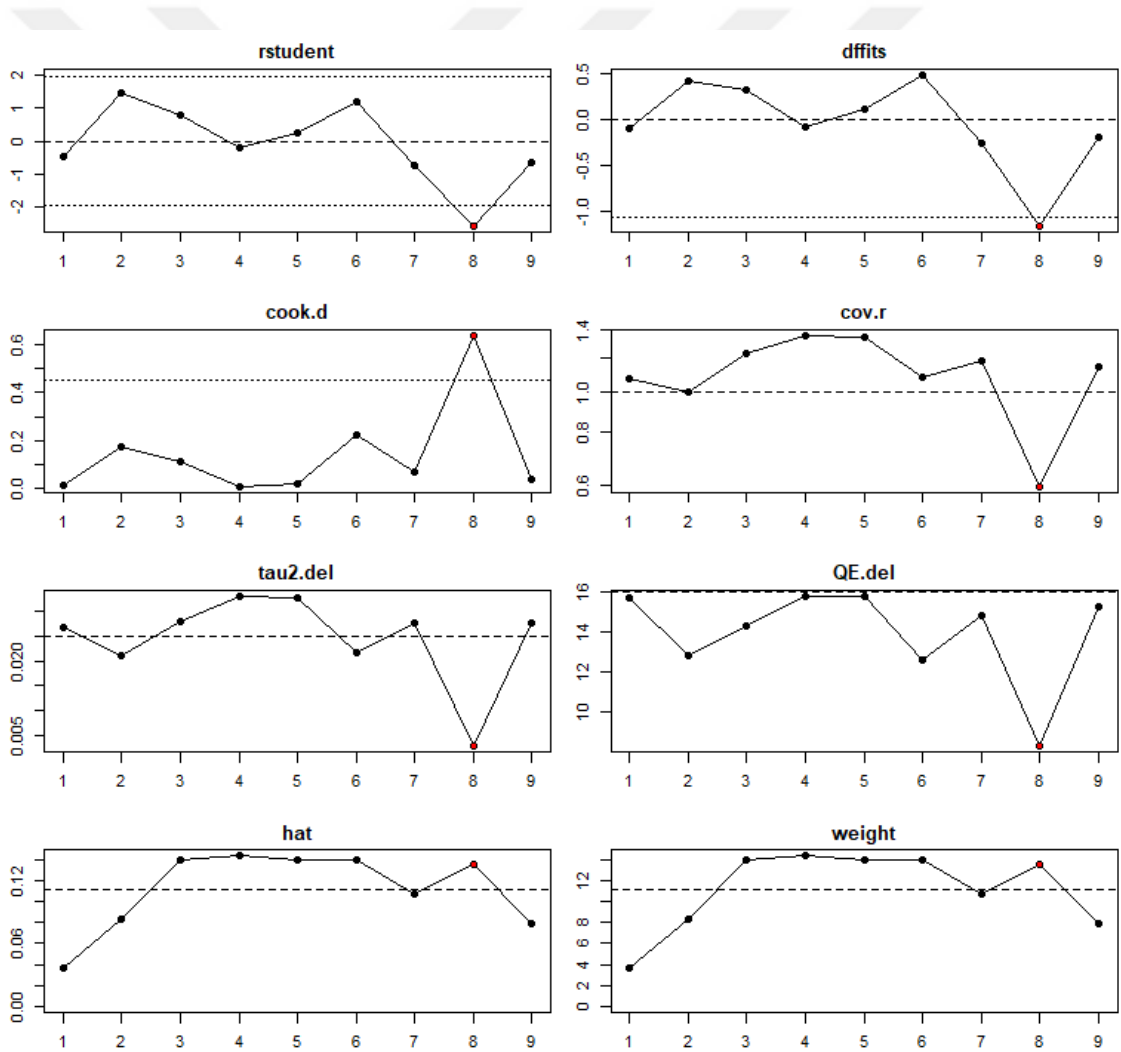 rstudent
2
1
0
-1
-2
1 2 3 4 5 6 7 8 9
dffits
0.5
0.0
-0.5
-1.0
1 2 3 4 5 6 7 8 9
cook.d
0.6
0.4
0.2
0.0
1 2 3 4 5 6 7 8 9
cov.r
1.4
1.0
0.8
0.6
1 2 3 4 5 6 7 8 9
tau2.del
0.020
0.005
1 2 3 4 5 6 7 8 9
QE.del
16
14
12
10
1 2 3 4 5 6 7 8 9
hat
0.12
0.06
0.00
1 2 3 4 5 6 7 8 9
weight
12
8
6
4
2
0
1 2 3 4 5 6 7 8 9